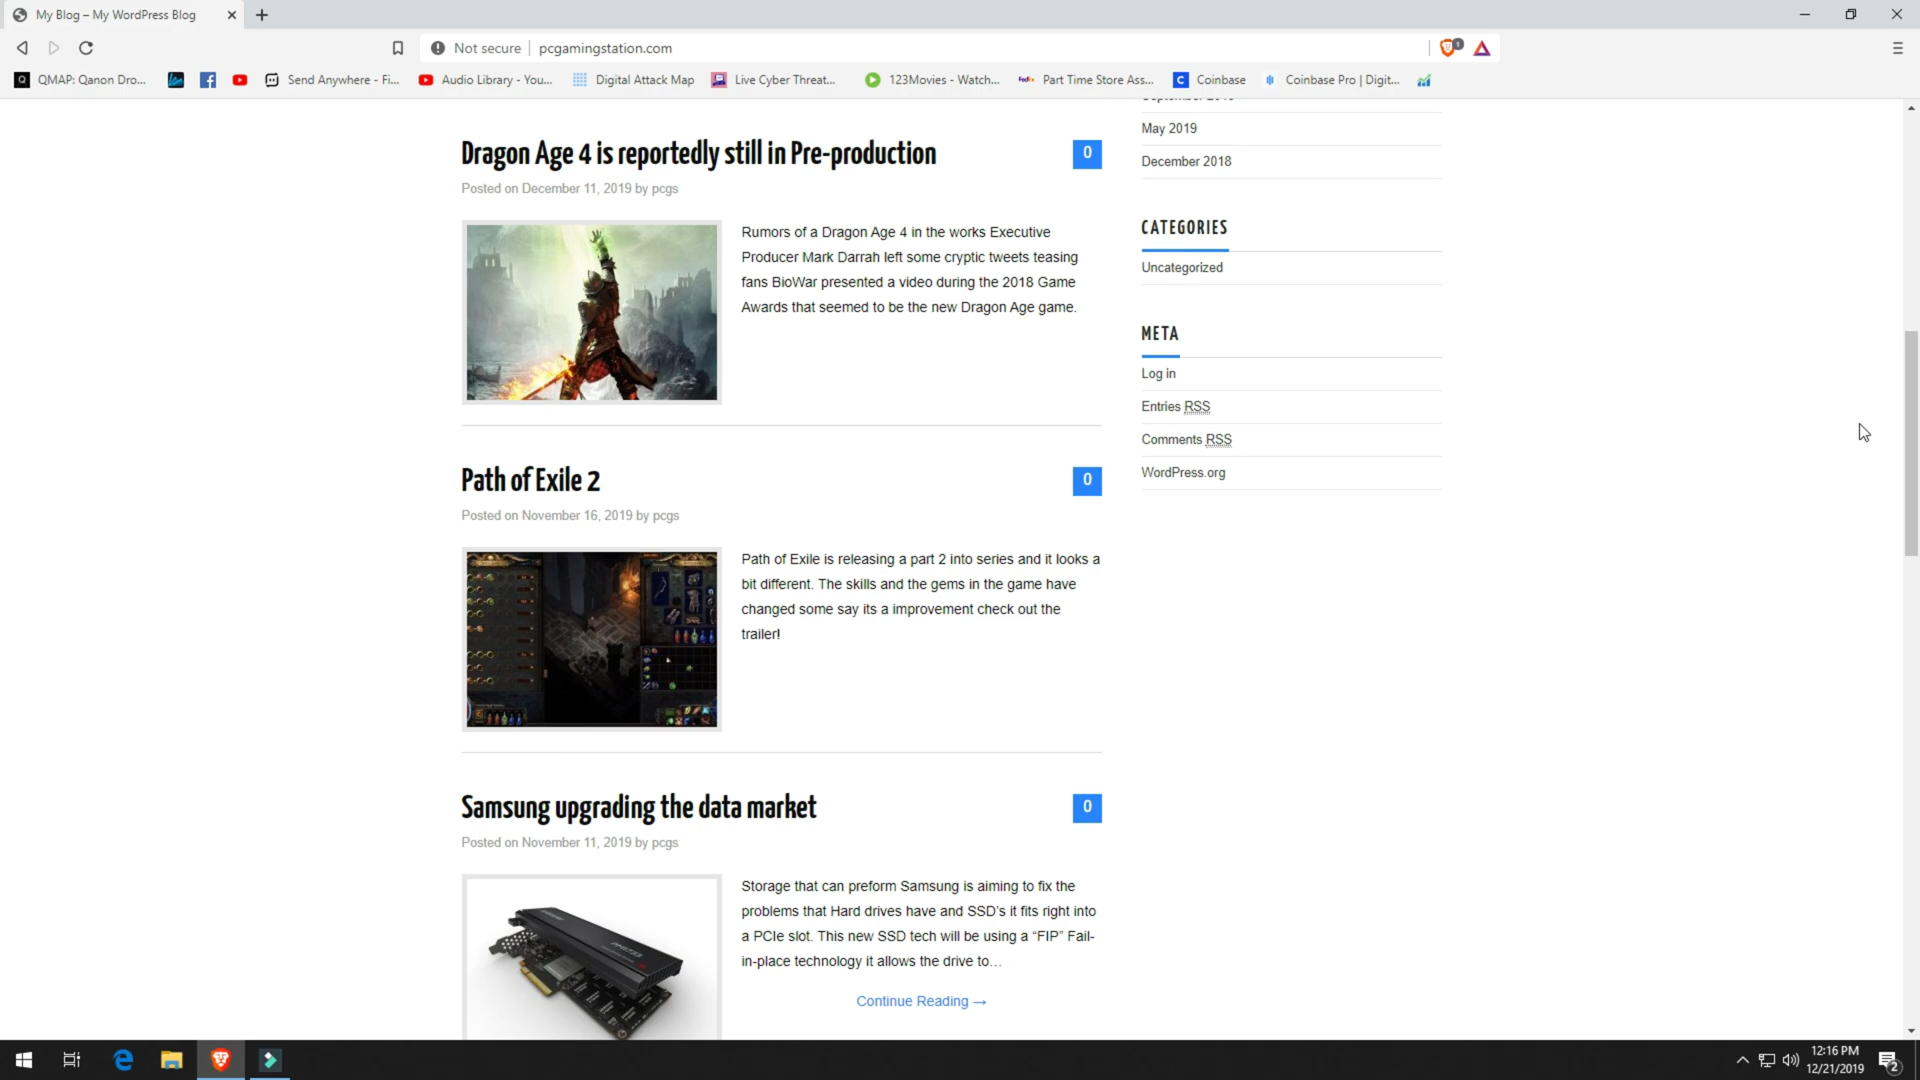 My Blog – My WordPress Blog
Not secure
pcgamingstation.com
1
QMAP: Qanon Dro...
Send Anywhere - Fi...
Audio Library - You...
Digital Attack Map
Live Cyber Threat...
123Movies - Watch...
Part Time Store Ass...
Coinbase
Coinbase Pro | Digit...
Dragon Age 4 is reportedly still in Pre-production
0
Posted on December 11, 2019 by pcgs
Rumors of a Dragon Age 4 in the works Executive
Producer Mark Darrah left some cryptic tweets teasing
fans BioWar presented a video during the 2018 Game
Awards that seemed to be the new Dragon Age game.
Path of Exile 2
0
Posted on November 16, 2019 by pcgs
Path of Exile is releasing a part 2 into series and it looks a
bit different. The skills and the gems in the game have
changed some say its a improvement check out the
trailer!
Samsung upgrading the data market
0
Posted on November 11, 2019 by pcgs
Storage that can preform Samsung is aiming to fix the
problems that Hard drives have and SSD's it fits right into
a PCIe slot. This new SSD tech will be using a “FIP” Fail-
in-place technology it allows the drive to…
Continue Reading →
May 2019
December 2018
CATEGORIES
Uncategorized
META
Log in
Entries RSS
Comments RSS
WordPress.org
12:16 PM
12/21/2019
2